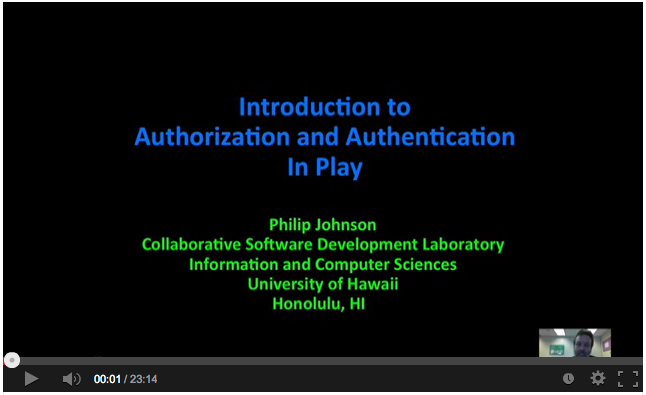 Introduction to
Authorization and Authentication
In Play
Philip Johnson
Collaborative Software Development Laboratory
Information and Computer Sciences
University of Hawaii
Honolulu, HI
00:01 / 23:14